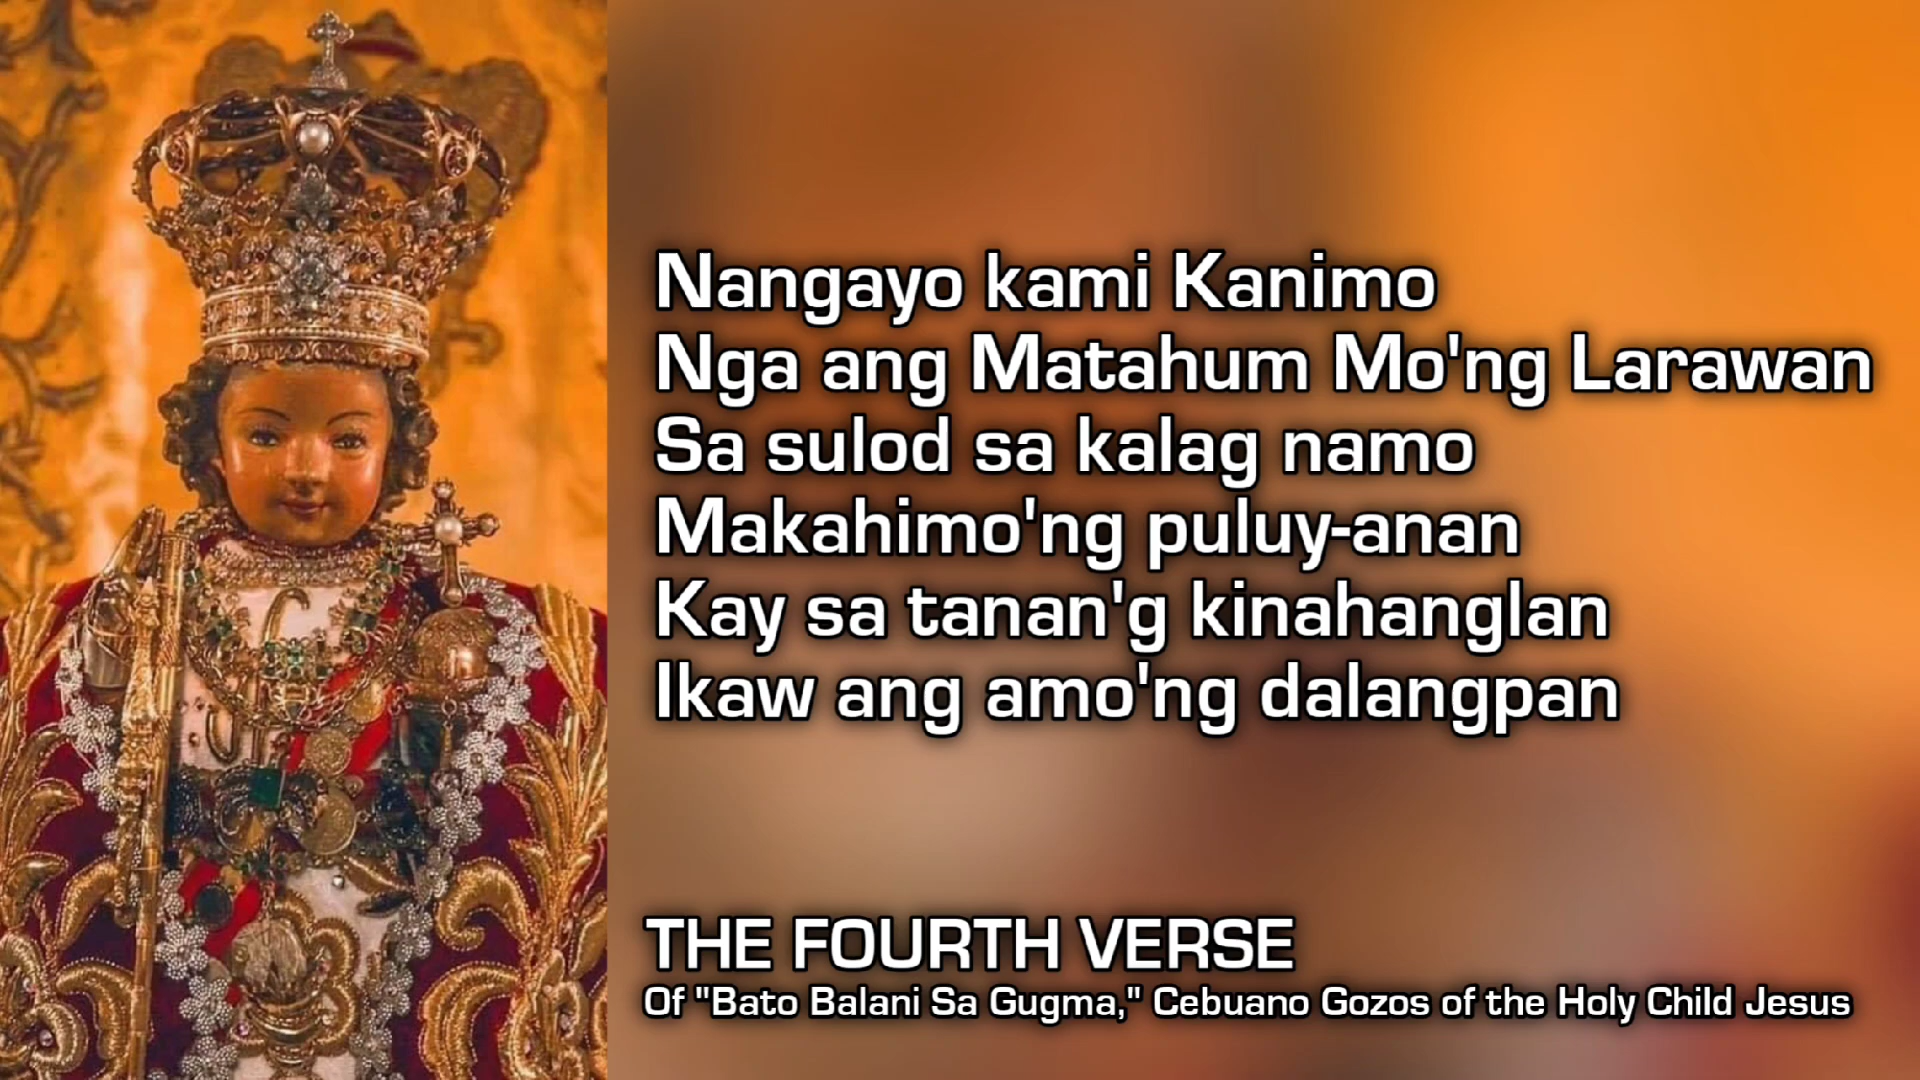 Nangayo kami Kanimo
Nga ang Matahum Mo'ng Larawan
Sa sulod sa kalag namo
Makahimo'ng puluy-anan
Kay sa tanan'g kinahanglan
Ikaw ang amo'ng dalangpan
THE FOURTH VERSE
Of "Bato Balani Sa Gugma," Cebuano Gozos of the Holy Child Jesus